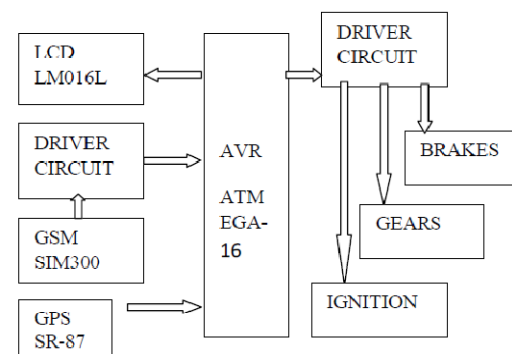 LCD
LM016L
DRIVER
CIRCUIT
GSM
SIM300
GPS
SR-87
AVR
ATM
EGA-
16
DRIVER
CIRCUIT
BRAKES
GEARS
IGNITION